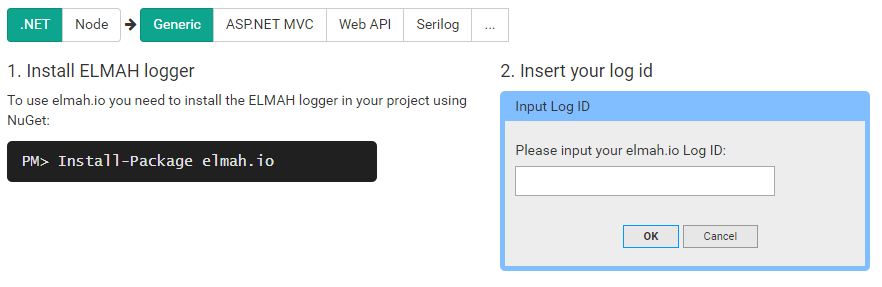 .NET Node Generic ASP.NET MVC Web API Serilog ...
1. Install ELMAH logger
To use elmah.io you need to install the ELMAH logger in your project using
NuGet:
PM> Install-Package elmah.io
2. Insert your log id
Input Log ID
Please input your elmah.io Log ID:
OK Cancel